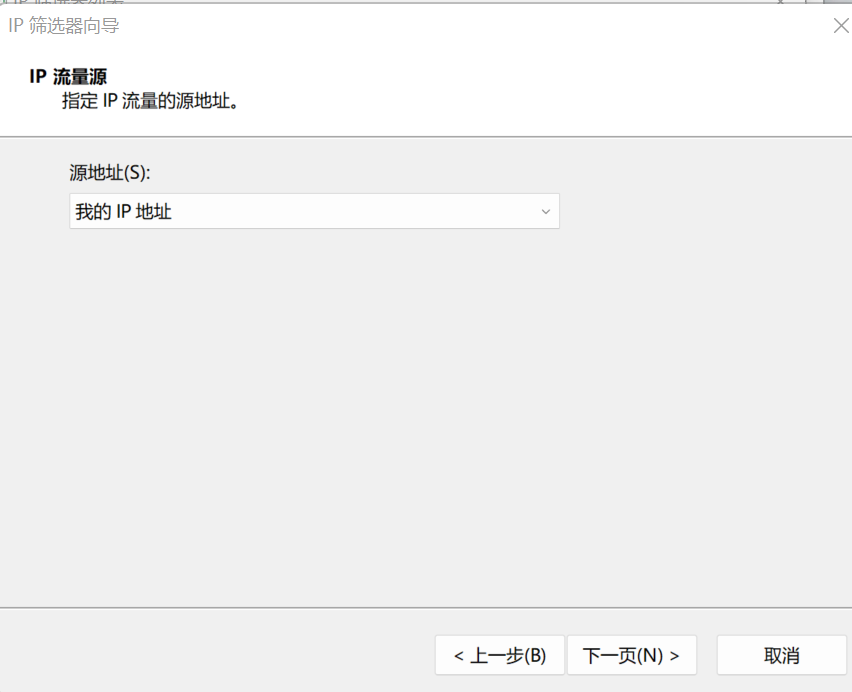 IP 筛选器向导
IP 流量源
指定 IP 流量的源地址。
源地址(S):
我的 IP 地址
< 上一步(B)
下一页(N) >
取消